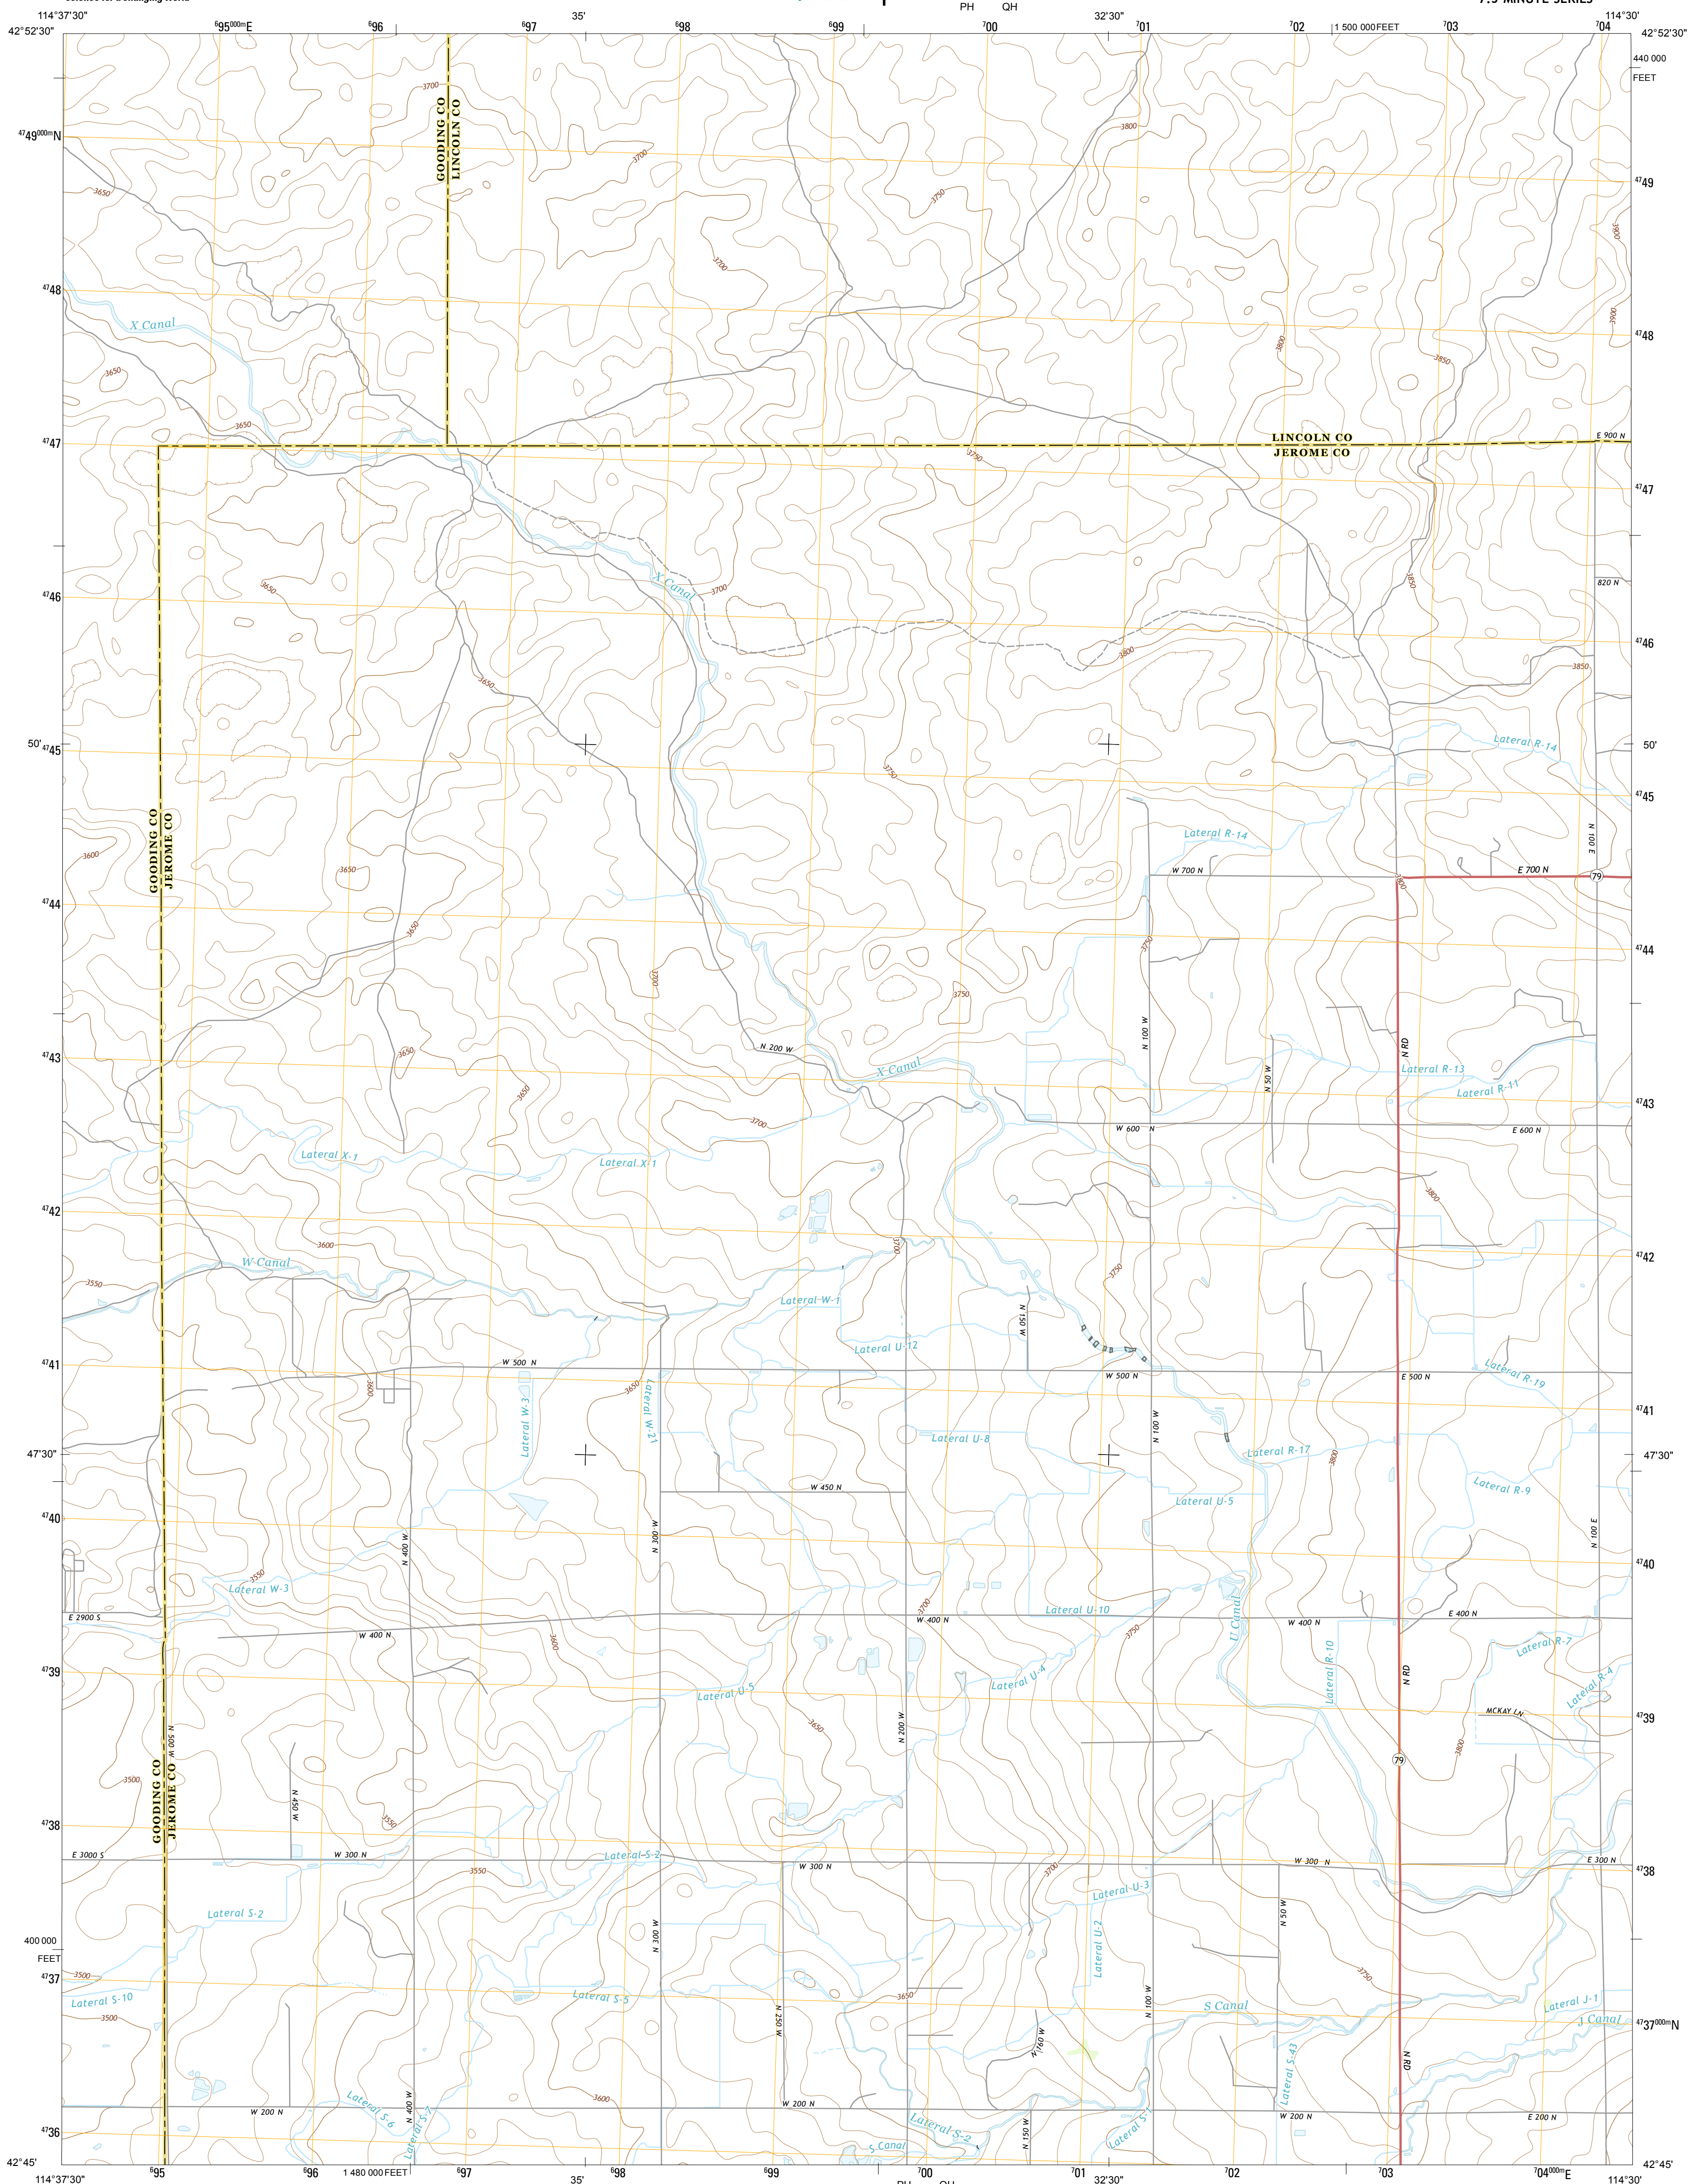 114°37'30"
⁶95⁰⁰⁰ᵐE
⁶96
⁶97
35'
⁶98
⁶99
PH
QH
⁷00
32'30"
⁷01
⁷02
1 500 000 FEET
⁷03
7.5-MINUTE SERIES
⁷04
114°30'
42°52'30"
42°52'30"
440 000
FEET
3700
GOODING CO
LINCOLN CO
3800
⁴⁷49⁰⁰⁰ᵐN
3700
⁴⁷49
3650
3750
3900
3700
⁴⁷48
X Canal
3900
3800
⁴⁷48
3850
3650
3650
⁴⁷47
LINCOLN CO
JEROME CO
E 900 N
3750
⁴⁷47
X Canal
3650
3700
3850
820 N
⁴⁷46
⁴⁷46
3800
3850
3650
50'
⁴⁷45
Lateral R-14
50'
3750
⁴⁷45
GOODING CO
JEROME CO
Lateral R-14
N 100 E
3600
3650
W 700 N
3800
E 700 N
79
⁴⁷44
3650
3750
⁴⁷44
3700
3750
⁴⁷43
3650
N 200 W
N 100 W
N RD
X Canal
N 50 W
Lateral R-13
Lateral R-11
3650
⁴⁷43
3700
W 600 N
E 600 N
Lateral X-1
Lateral X-1
3800
⁴⁷42
3600
3700
⁴⁷42
W Canal
3550
3750
Lateral W-1
N 150 W
Lateral U-12
⁴⁷41
W 500 N
W 500 N
E 500 N
Lateral R-19
3600
3650
Lateral W-21
Lateral W-3
N 100 W
⁴⁷41
47'30"
Lateral U-8
Lateral R-17
3800
47'30"
W 450 N
Lateral U-5
Lateral R-9
⁴⁷40
N 400 W
N 300 W
N 100 E
⁴⁷40
3550
Lateral W-3
3700
Lateral U-10
U Canal
E 2900 S
W 400 N
W 400 N
W 400 N
E 400 N
3600
3750
Lateral R-10
Lateral R-7
⁴⁷39
Lateral U-5
Lateral U-4
N RD
Lateral R-4
3650
N 200 W
MCKAY LN
⁴⁷39
N 500 W
3800
79
3500
GOODING CO
JEROME CO
N 450 W
3550
⁴⁷38
E 3000 S
W 300 N
Lateral S-2
W 300 N
W 300 N
E 300 N
⁴⁷38
3550
3700
Lateral U-3
Lateral S-2
N 300 W
Lateral U-2
N 50 W
400 000
FEET
3500
3750
⁴⁷37
Lateral S-10
Lateral S-5
3650
N 100 W
S Canal
Lateral J-1
J Canal
3500
N 250 W
⁴⁷37⁰⁰⁰ᵐN
N 160 W
Lateral S-43
N RD
3600
W 200 N
Lateral S-6
N 400 W
Lateral S-7
W 200 N
Lateral S-2
N 150 W
Lateral S-1
W 200 N
E 200 N
⁴⁷36
S Canal
42°45'
42°45'
114°37'30"
⁶95
⁶96
1 480 000 FEET
⁶97
35'
⁶98
⁶99
PH
QH
⁷00
⁷01
32'30"
⁷02
⁷03
⁷04⁰⁰⁰ᵐE
114°30'